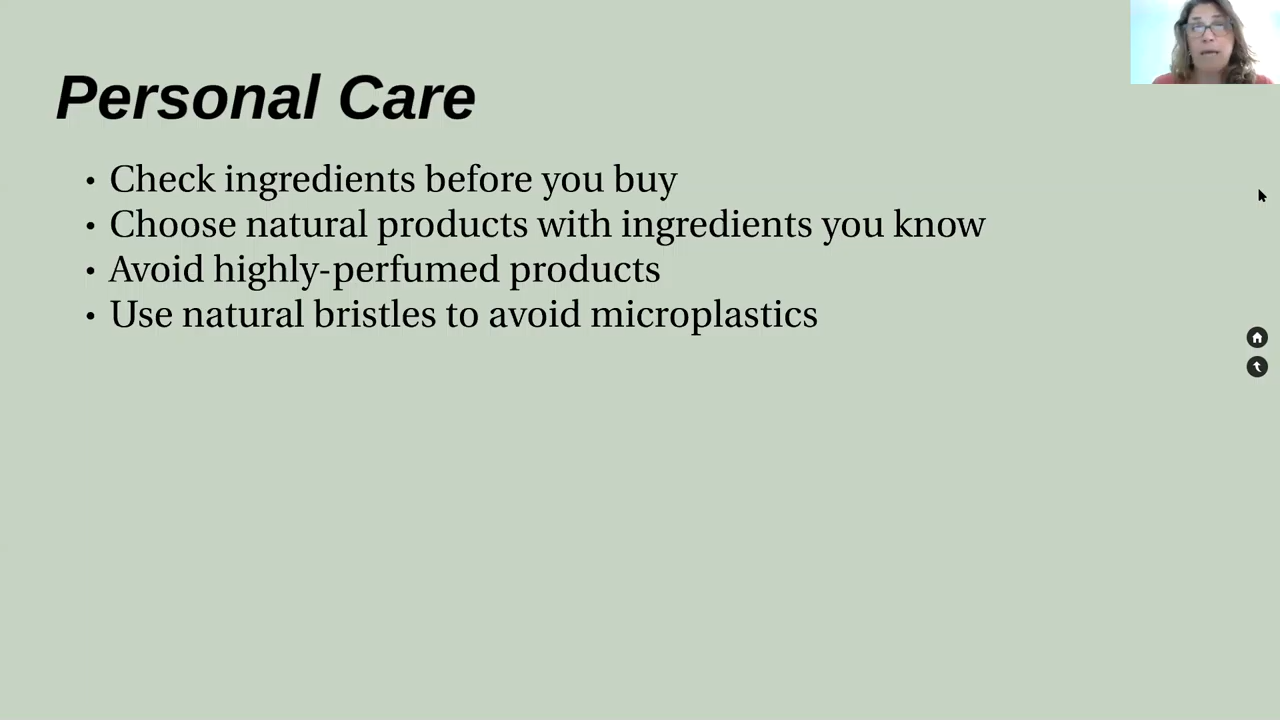 Personal Care
• Check ingredients before you buy
• Choose natural products with ingredients you know
• Avoid highly-perfumed products
• Use natural bristles to avoid microplastics